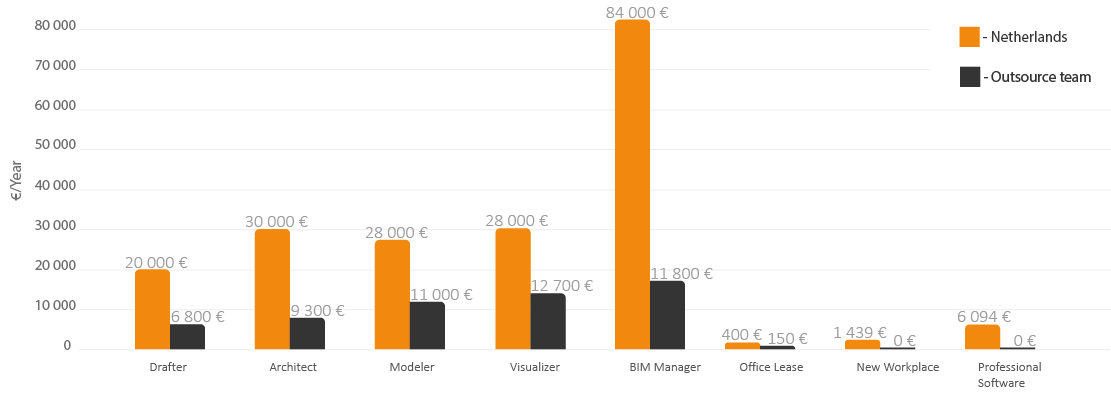 84 000 €
80 000
- Netherlands
70 000
- Outsource team
60 000
50 000
€/Year
40 000
30 000
30 000 €
28 000 €
28 000 €
20 000
20 000 €
11 800 €
12 700 €
11 000 €
10 000
6 800 €
9 300 €
400 €
150 €
1 439 €
0 €
6 094 €
0 €
0
Drafter
Architect
Modeler
Visualizer
BIM Manager
Office Lease
New Workplace
Professional
Software